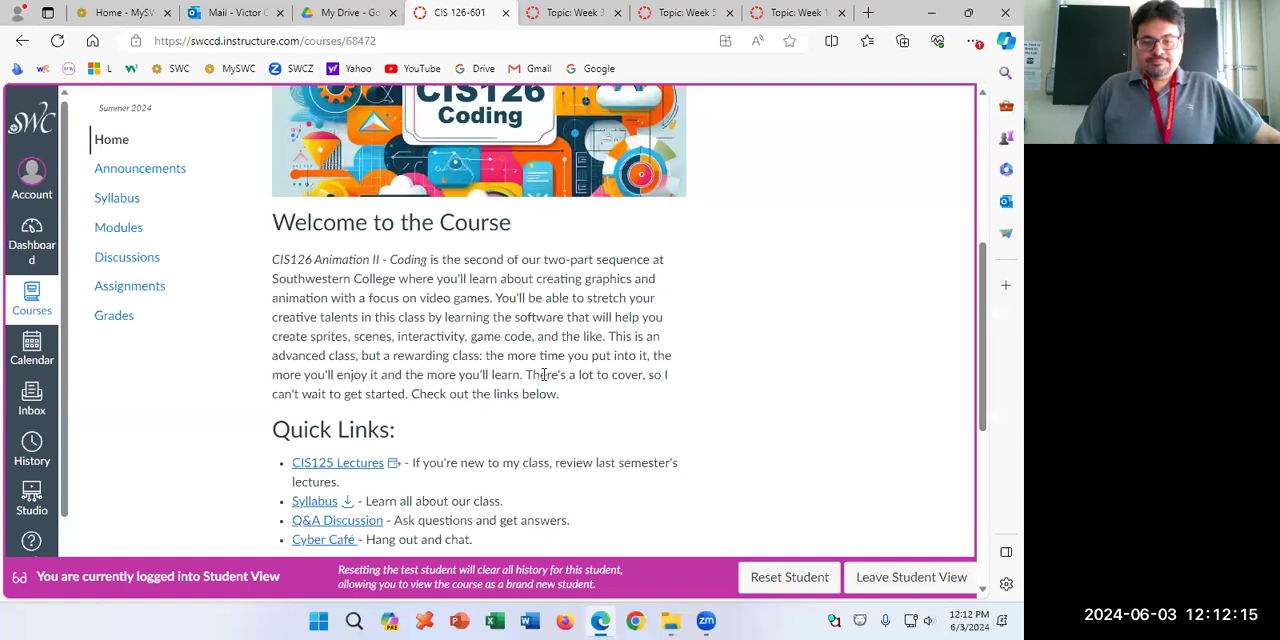 Home - MySW
Mail - Victor C
My Drive - Go
CIS 126-601
Topic: Week 3
Topic: Week 5
Topic: Week 1
https://swccd.instructure.com/courses/68472
L
SWC
MySWC
SWCZ
Yahoo
YouTube
Drive
Gmail
Google
SWC
Account
Dashboar
d
Courses
Calendar
Inbox
History
Studio
Summer 2024
Home
Announcements
Syllabus
Modules
Discussions
Assignments
Grades
CIS126
Coding
Welcome to the Course
CIS126 Animation II - Coding is the second of our two-part sequence at
Southwestern College where you'll learn about creating graphics and
animation with a focus on video games. You'll be able to stretch your
creative talents in this class by learning the software that will help you
create sprites, scenes, interactivity, game code, and the like. This is an
advanced class, but a rewarding class: the more time you put into it, the
more you'll enjoy it and the more you'll learn. There's a lot to cover, so I
can't wait to get started. Check out the links below.
Quick Links:
CIS125 Lectures - If you're new to my class, review last semester's
lectures.
Syllabus - Learn all about our class.
Q&A Discussion - Ask questions and get answers.
Cyber Café - Hang out and chat.
You are currently logged into Student View
Resetting the test student will clear all history for this student,
allowing you to view the course as a brand new student.
Reset Student
Leave Student View
12:12 PM
6/3/2024
2024-06-03 12:12:15